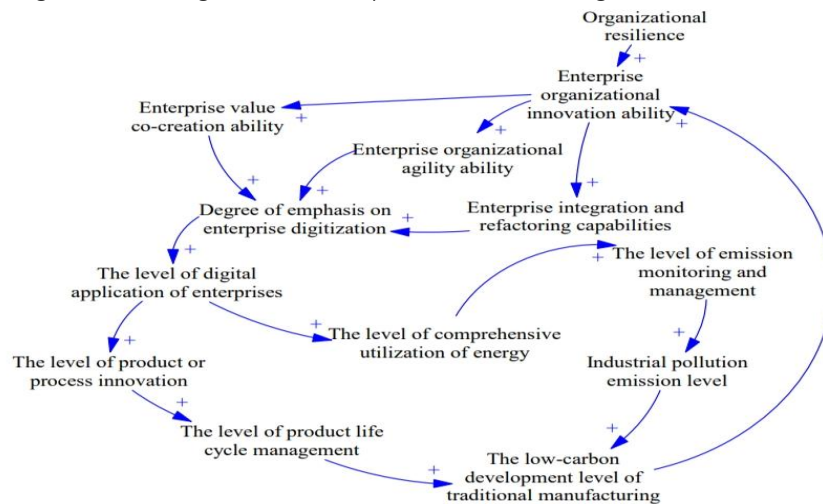 Organizational
resilience
+
Enterprise
organizational
innovation ability
+
+
+
Enterprise value
co-creation ability
+
Enterprise organizational
agility ability
+
+
+
Degree of emphasis on
enterprise digitization
+
Enterprise integration and
refactoring capabilities
+
The level of digital
application of enterprises
+
The level of emission
monitoring and
management
+
The level of comprehensive
utilization of energy
+
+
The level of product or
process innovation
Industrial pollution
emission level
+
The level of product life
cycle management
+
+
The low-carbon
development level of
traditional manufacturing